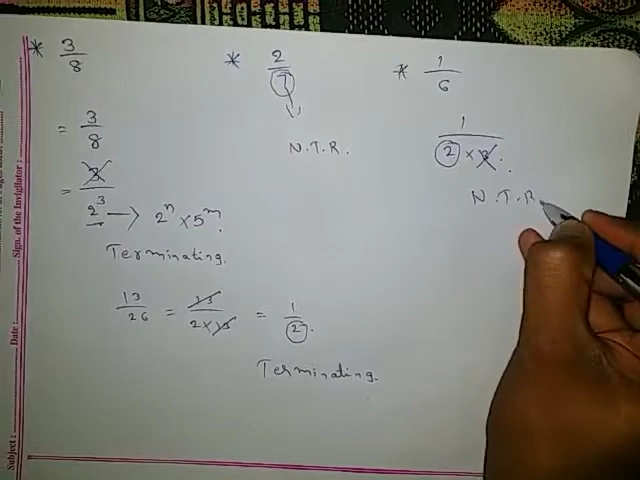 * 3/8
= 3/8
= 3/2³ → 2ⁿ × 5ᵐ.
Terminating.
13/26 = 13/2×13 = 1/2.
Terminating.
* 2/7
N.T.R.
* 1/6
1/2×3.
N.T.R.
Subject : Date : Sign. of the Invigilator :